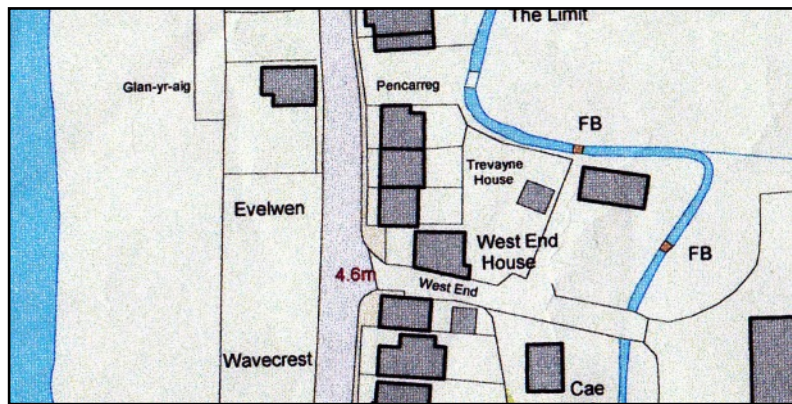 The Limit
Glan-yr-aig
Pencarreg
FB
Trevayne
House
Evelwen
West End
House
FB
4.6m
West End
Wavecrest
Cae